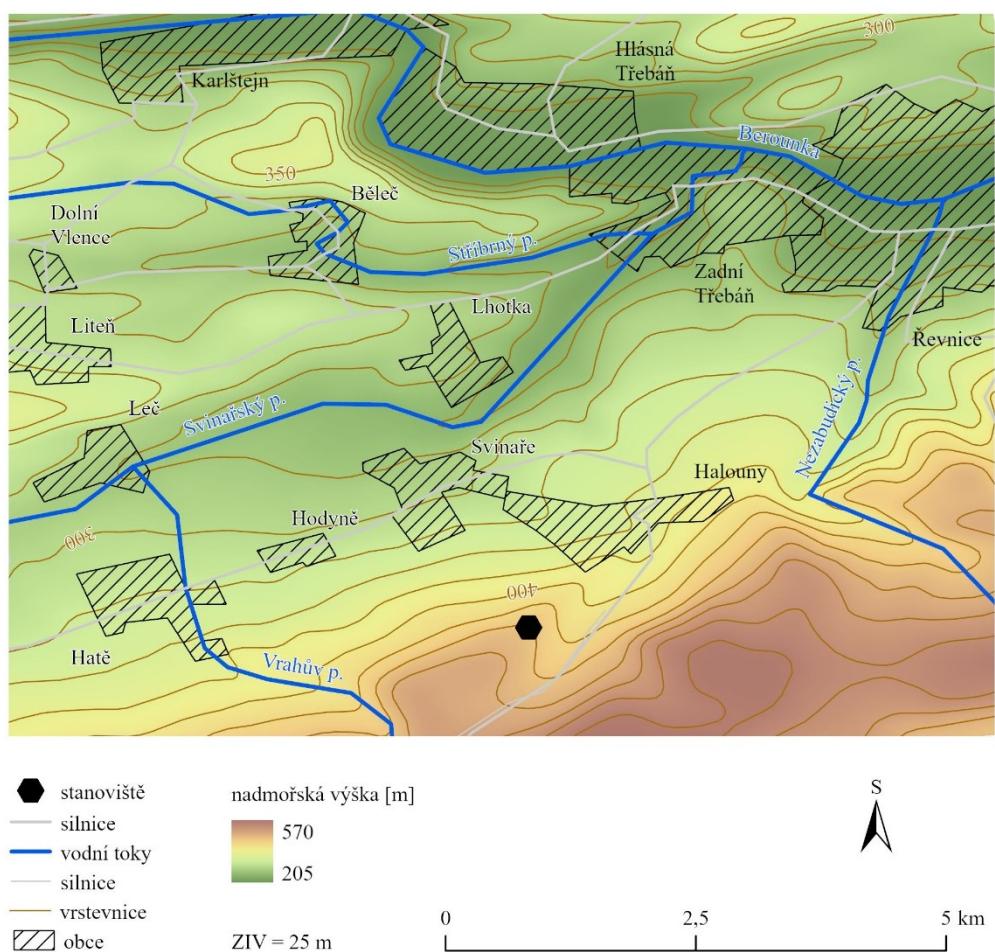 300
Hlásná
Třebáň
Karlštejn
Berounka
350
Běleč
Dolní
Vlence
Stříbrný p.
Zadní
Třebáň
Lhotka
Liteň
Řevnice
Leč
Svinařský p.
Nezabudický p.
Svinaře
Halouny
Hodyně
300
400
Hatě
Vrahův p.
stanoviště
silnice
vodní toky
silnice
vrstevnice
obce
nadmořská výška [m]
570
205
ZIV = 25 m
S
0 2,5 5 km